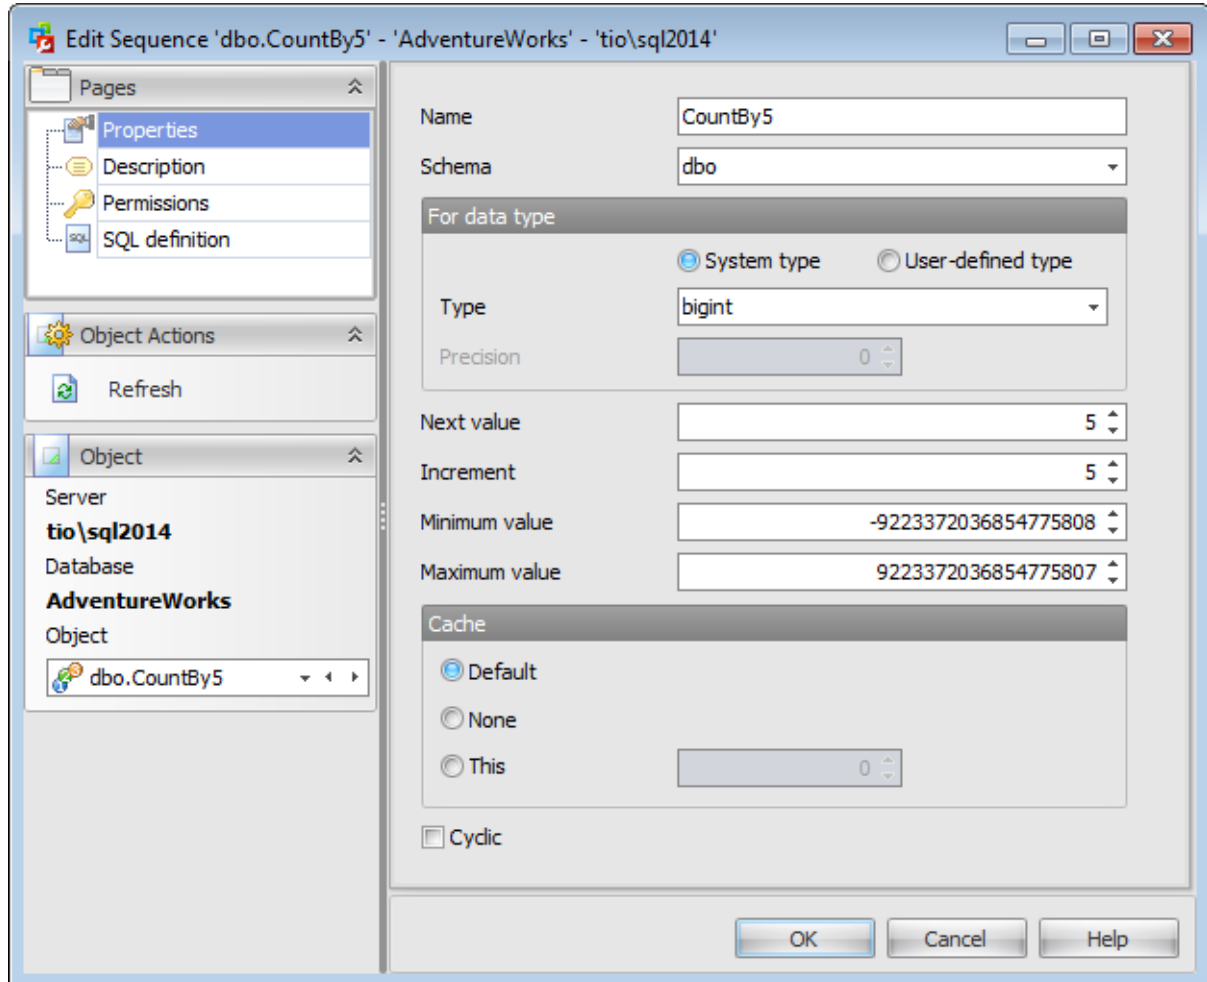 Edit Sequence 'dbo.CountBy5' - 'AdventureWorks' - 'tio\sql2014'
Pages
Properties
Description
Permissions
SQL SQL definition
Object Actions
Refresh
Object
Server
tio\sql2014
Database
AdventureWorks
Object
dbo.CountBy5
Name CountBy5
Schema dbo
For data type
System type User-defined type
Type bigint
Precision 0
Next value 5
Increment 5
Minimum value -9223372036854775808
Maximum value 9223372036854775807
Cache
Default
None
This 0
Cyclic
OK Cancel Help